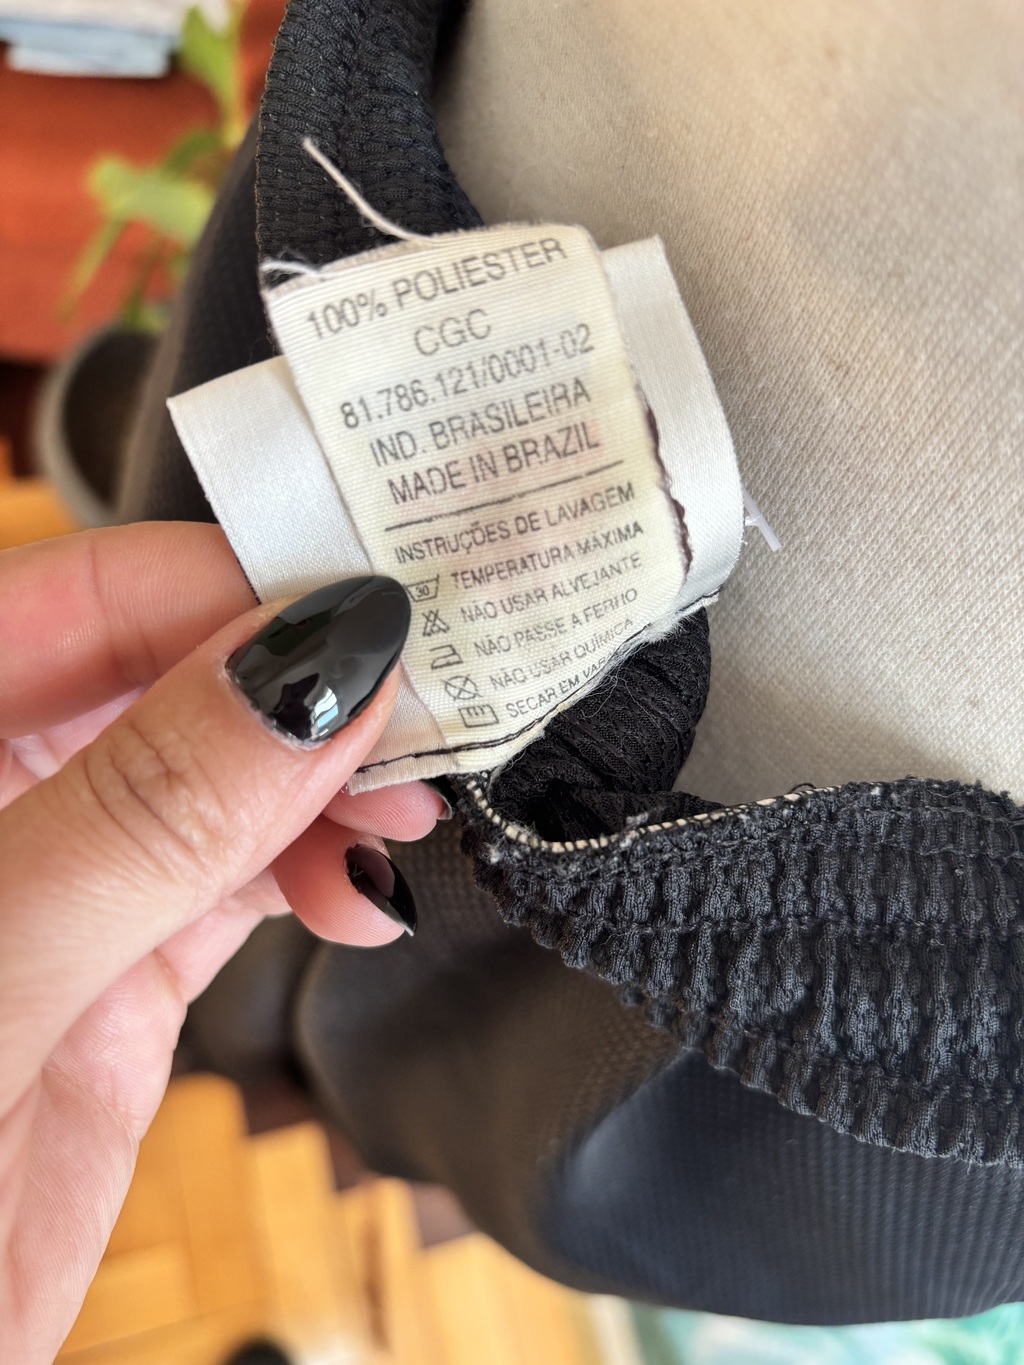 100% POLIESTER
CGC
81.786.121/0001-02
IND. BRASILEIRA
MADE IN BRAZIL
INSTRUÇÕES DE LAVAGEM
30 TEMPERATURA MÁXIMA
NÃO USAR ALVEJANTE
NÃO PASSE A FERRO
NÃO USAR QUÍMICA
SECAR EM